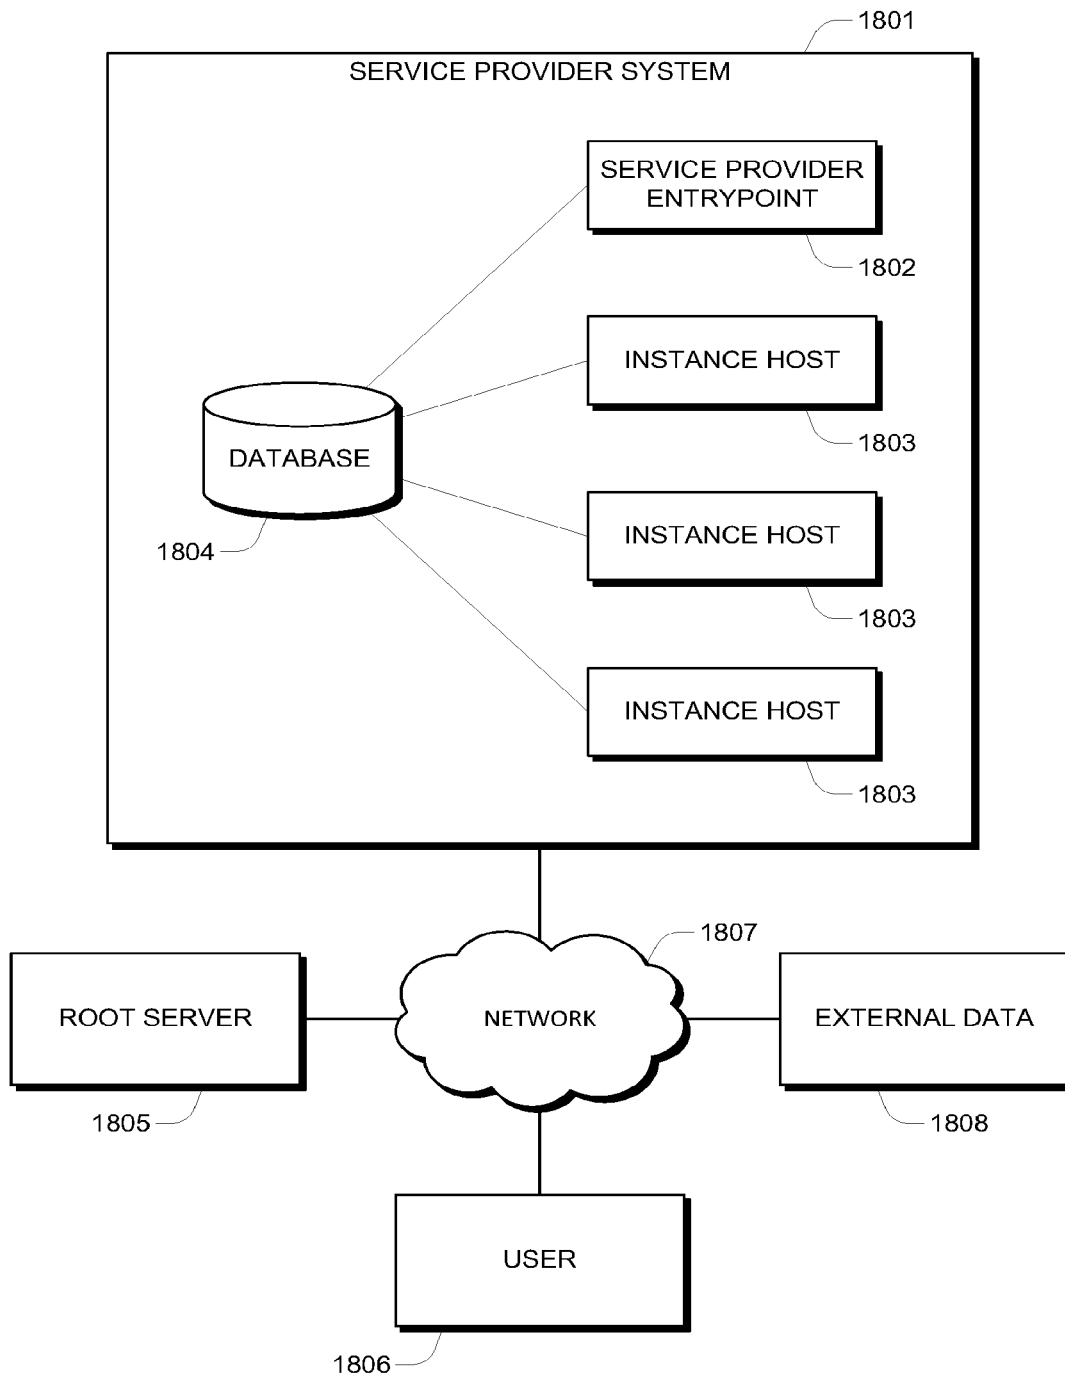 1801
SERVICE PROVIDER SYSTEM
SERVICE PROVIDER
ENTRYPOINT
1802
INSTANCE HOST
1803
DATABASE
1804
INSTANCE HOST
1803
INSTANCE HOST
1803
1807
ROOT SERVER
NETWORK
EXTERNAL DATA
1805
1808
USER
1806